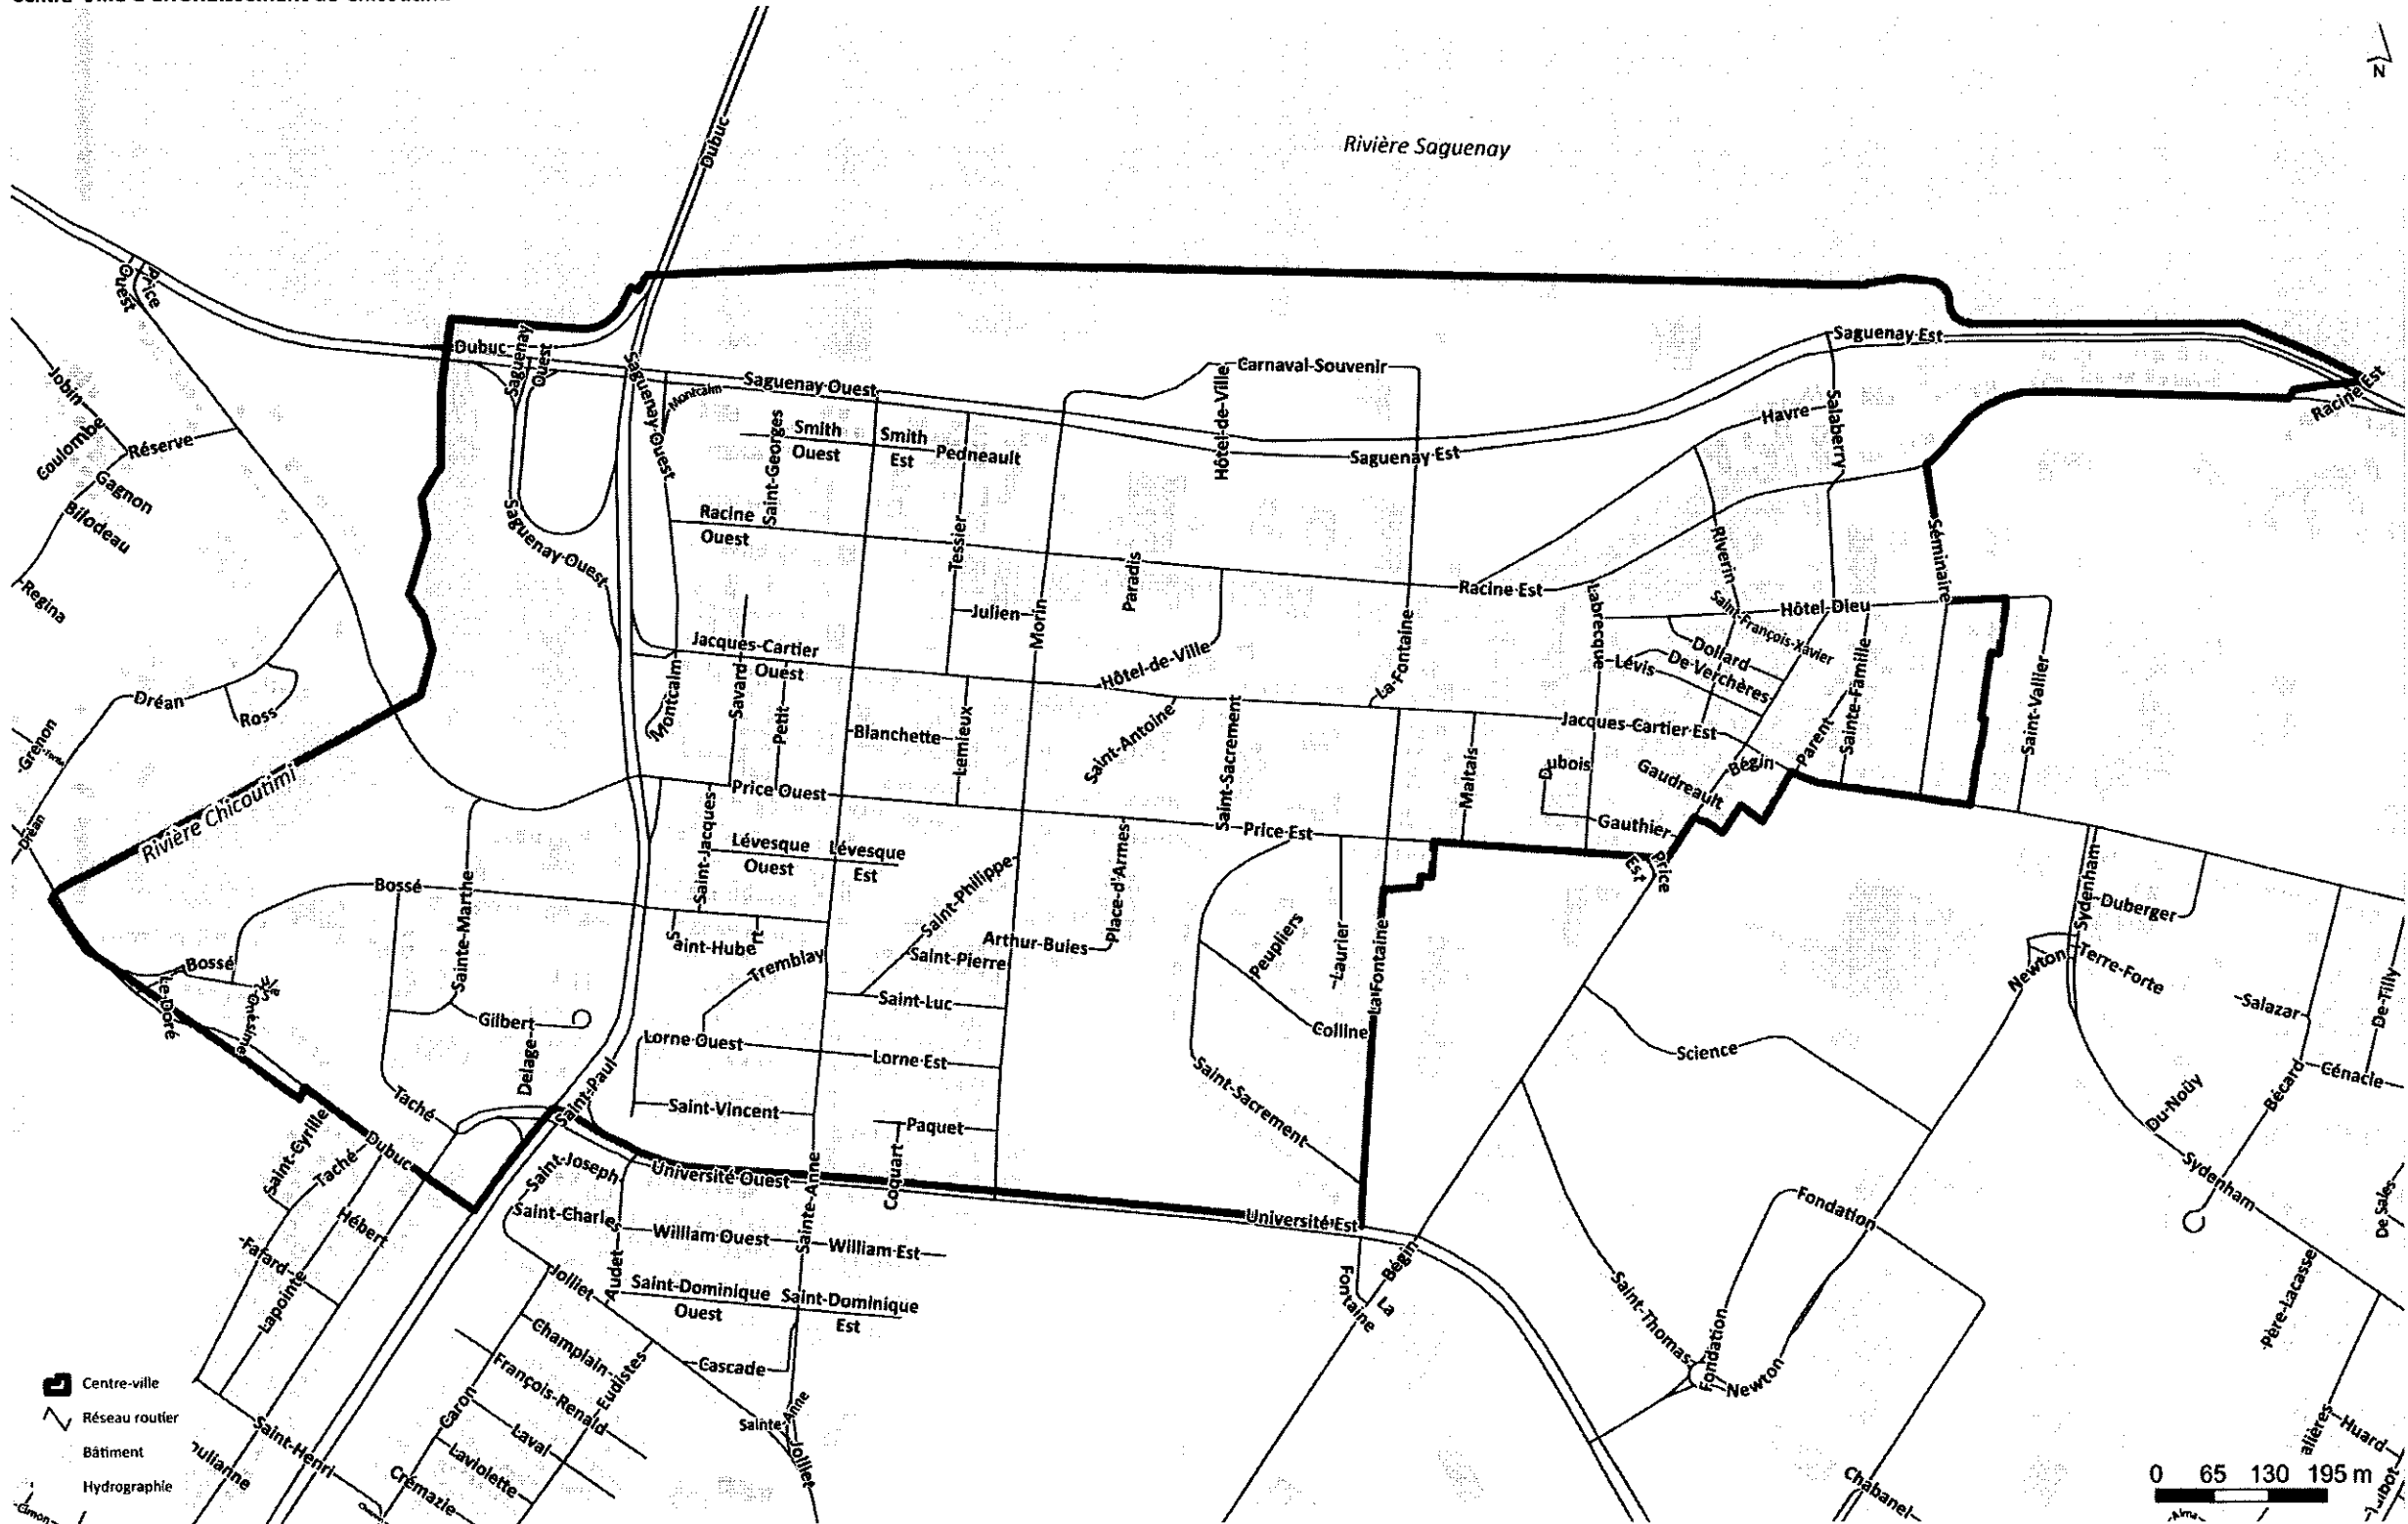 Dubuc
Rivière Saguenay
N
Price
Ouest
Dubuc
Saguenay
Ouest
Saguenay Ouest
Montcalm
Saguenay Ouest
Carnaval-Souvenir
Hôtel-de-Ville
Saguenay Est
Racine Est
Jobin
Coulombe
Réserve
Gagnon
Bilodeau
Regina
Saint-Georges
Smith
Ouest
Smith
Est
Pedneault
Saguenay Est
Havre
Salaberry
Saguenay Ouest
Racine
Ouest
Tessier
Paradis
Morin
Julien
Racine Est
Labrecque
Riverin
Saint-François-Xavier
Hôtel-Dieu
Séminaire
Dollard
De Verchères
Lévis
Sainte-Famille
Saint-Vallier
Jacques-Cartier
Ouest
Hôtel-de-Ville
La Fontaine
Jacques-Cartier Est
Parent
Bégin
Dréan
Ross
Grenon
Dréan
Montcalm
Savard
Petit
Blanchette
Lemieux
Saint-Antoine
Saint-Sacrement
Maltais
Dubois
Gaudreault
Gauthier
Rivière Chicoutimi
Price Ouest
Price Est
Price
Est
Saint-Jacques
Lévesque
Ouest
Lévesque
Est
Saint-Philippe
Place-d'Armes
Bossé
Sainte-Marthe
Saint-Hubert
Tremblay
Saint-Pierre
Arthur-Buies
Peupliers
Laurier
La Fontaine
Sydenham
Duberger
Newton
Terre-Forte
Bossé
Le Doré
Onésime
Gilbert
Delage
Saint-Luc
Colline
Salazar
De Tilly
Lorne Ouest
Lorne Est
Science
Cénacle
Bécard
Du Noüy
Taché
Saint-Paul
Saint-Vincent
Paquet
Coquart
Saint-Sacrement
Sydenham
De Sales
Saint-Cyrille
Taché
Dubuc
Hébert
Saint-Joseph
Université Ouest
Sainte-Anne
Université Est
Fondation
Saint-Charles
William Ouest
William Est
Fafard
Lapointe
Jolliet
Audet
Saint-Dominique
Ouest
Saint-Dominique
Est
Bégin
La
Fontaine
Saint-Thomas
Fondation
Newton
Père-Lacasse
Champlain
François-Renald
Eudistes
Cascade
Sainte-Anne
Jolliet
Caron
Laval
Laviolette
Crémazie
Saint-Henri
Julianne
Cimon
Chabanel
Huard
Talbot
Alma
Centre-ville
Réseau routier
Bâtiment
Hydrographie
0 65 130 195 m